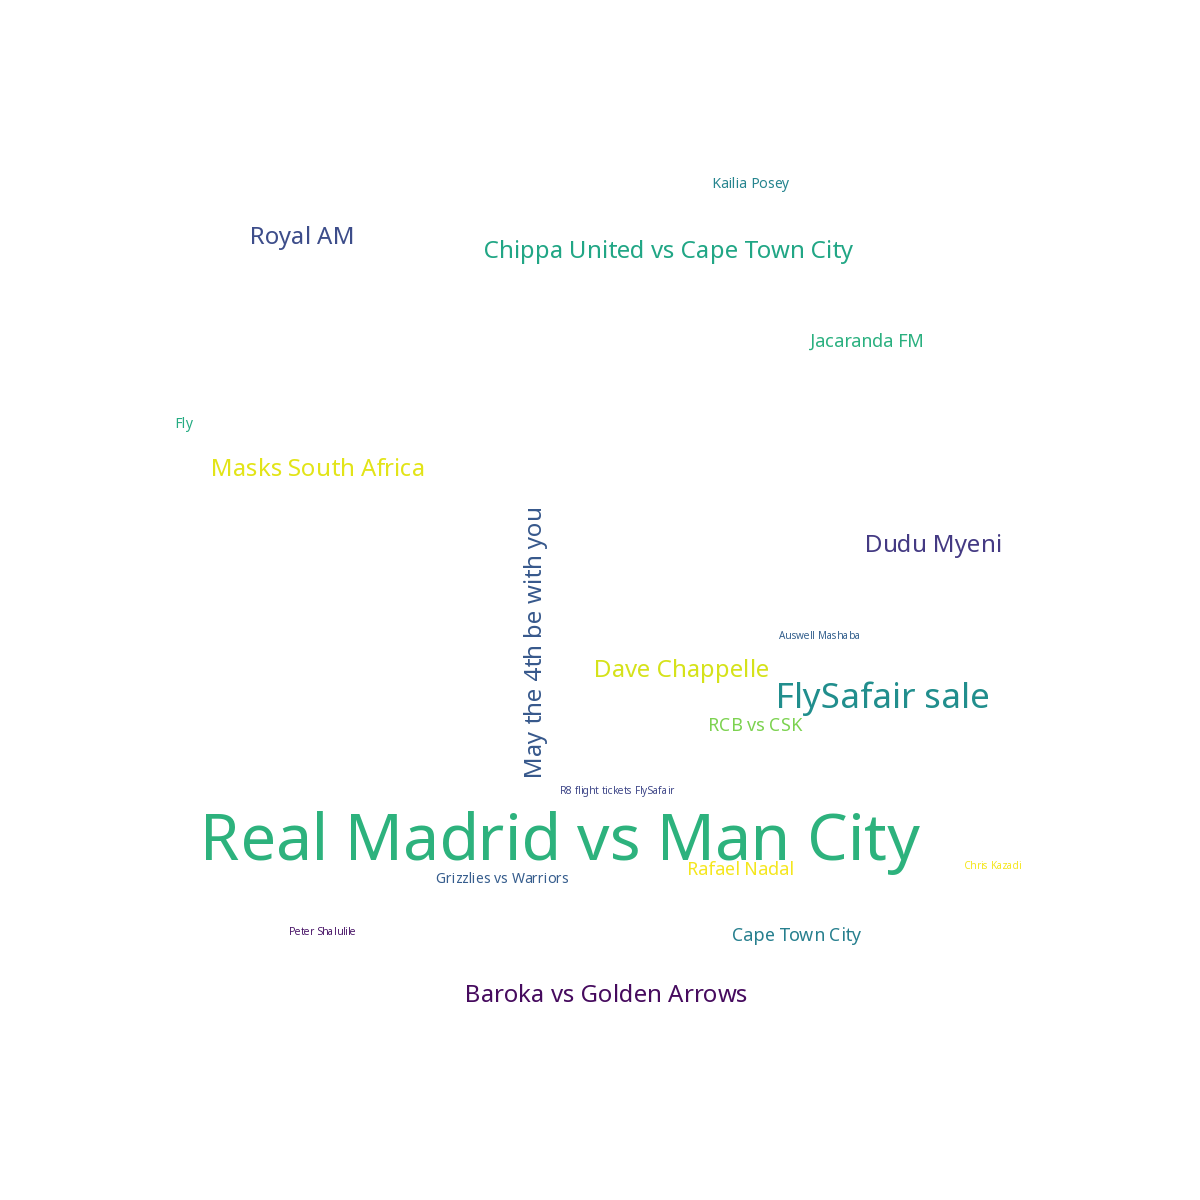 Kailia Posey
Royal AM
Chippa United vs Cape Town City
Jacaranda FM
Fly
Masks South Africa
May the 4th be with you
Dudu Myeni
Auswell Mashaba
Dave Chappelle
FlySafair sale
RCB vs CSK
R8 flight tickets FlySafair
Real Madrid vs Man City
Rafael Nadal
Chris Kazadi
Grizzlies vs Warriors
Peter Shalulile
Cape Town City
Baroka vs Golden Arrows